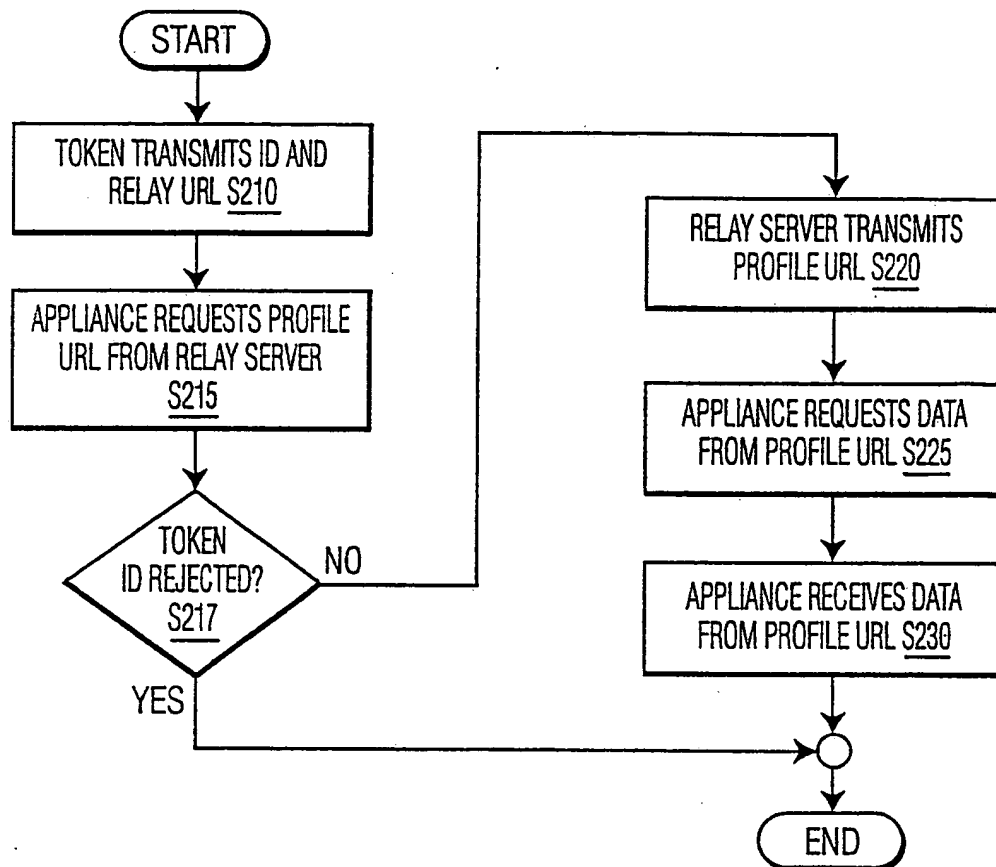 START
TOKEN TRANSMITS ID AND
RELAY URL S210
APPLIANCE REQUESTS PROFILE
URL FROM RELAY SERVER
S215
TOKEN
ID REJECTED?
S217
NO
YES
RELAY SERVER TRANSMITS
PROFILE URL S220
APPLIANCE REQUESTS DATA
FROM PROFILE URL S225
APPLIANCE RECEIVES DATA
FROM PROFILE URL S230
END